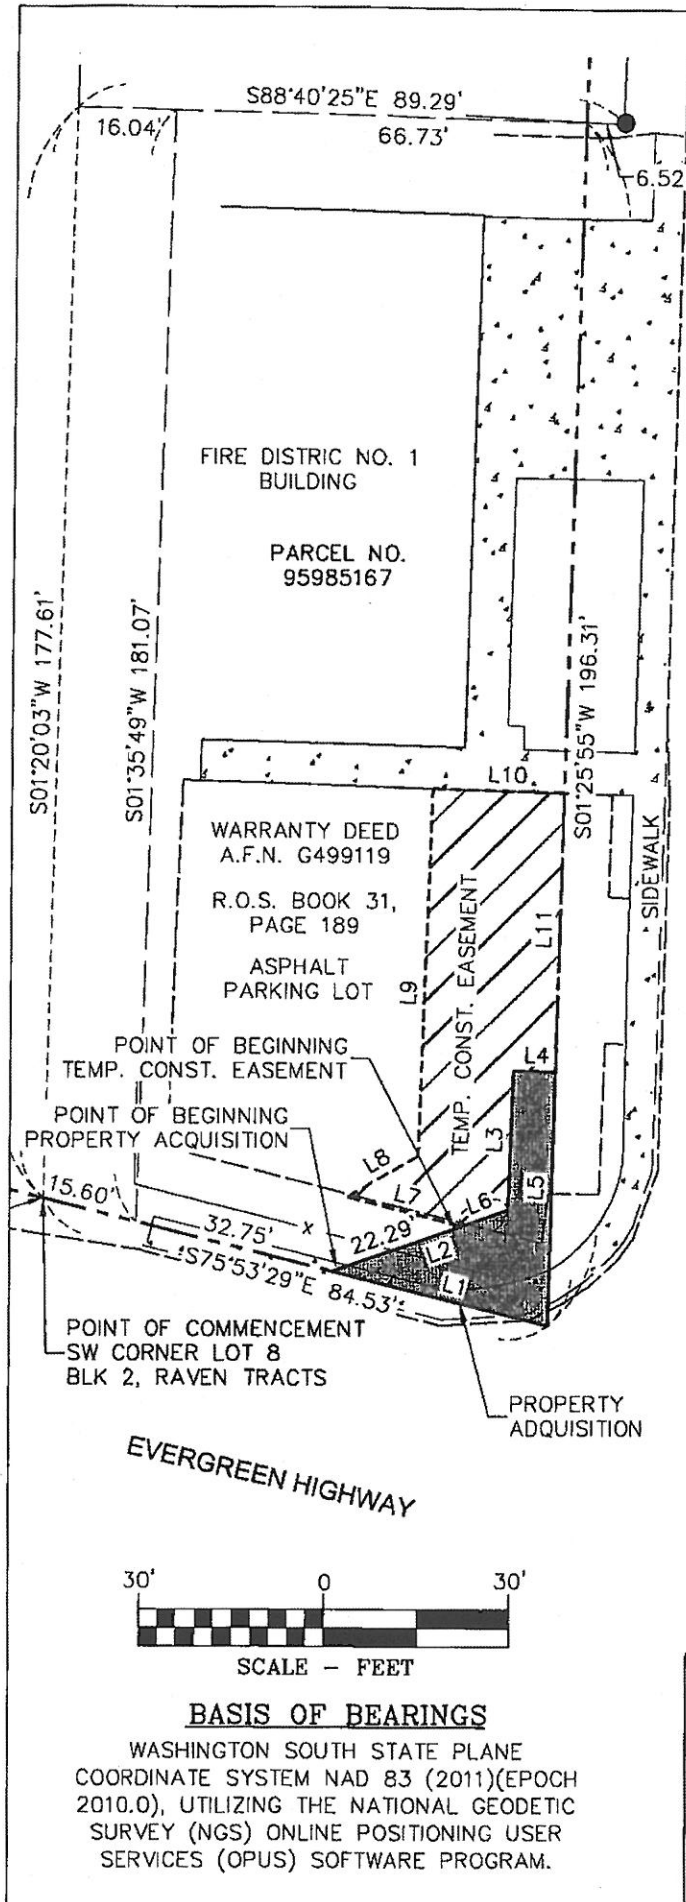 S88°40'25"E 89.29'
16.04'
66.73'
6.52
FIRE DISTRIC NO. 1
BUILDING
PARCEL NO.
95985167
S01°20'03"W 177.61'
S01°35'49"W 181.07'
S01°25'55"W 196.31'
L10
WARRANTY DEED
A.F.N. G499119
R.O.S. BOOK 31,
PAGE 189
ASPHALT
PARKING LOT
L9
TEMP. CONST. EASEMENT
L11
SIDEWALK
POINT OF BEGINNING
TEMP. CONST. EASEMENT
L4
POINT OF BEGINNING
PROPERTY ACQUISITION
L8
L3
L7
L6
L5
15.60'
32.75'
x
22.29
L2
L1
S75°53'29"E 84.53'
POINT OF COMMENCEMENT
SW CORNER LOT 8
BLK 2, RAVEN TRACTS
PROPERTY
ADQUISITION
EVERGREEN HIGHWAY
30' 0 30'
SCALE - FEET
BASIS OF BEARINGS
WASHINGTON SOUTH STATE PLANE
COORDINATE SYSTEM NAD 83 (2011)(EPOCH
2010.0), UTILIZING THE NATIONAL GEODETIC
SURVEY (NGS) ONLINE POSITIONING USER
SERVICES (OPUS) SOFTWARE PROGRAM.